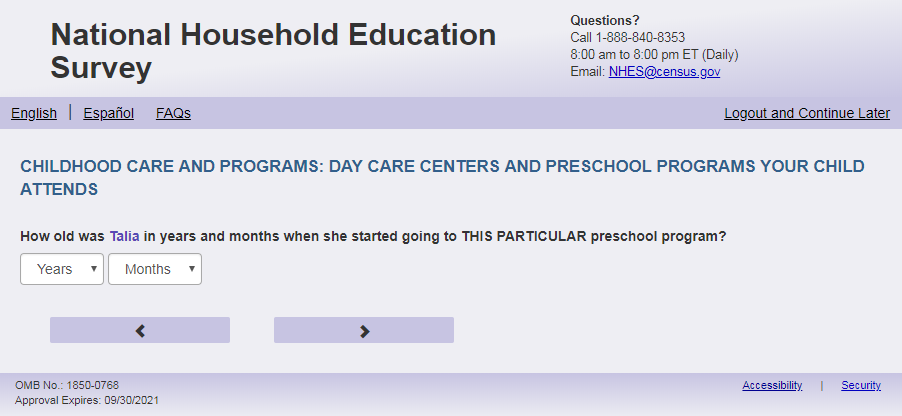 National Household Education
Survey
Questions?
Call 1-888-840-8353
8:00 am to 8:00 pm ET (Daily)
Email: NHES@census.gov
English | Español FAQs Logout and Continue Later
CHILDHOOD CARE AND PROGRAMS: DAY CARE CENTERS AND PRESCHOOL PROGRAMS YOUR CHILD
ATTENDS
How old was Talia in years and months when she started going to THIS PARTICULAR preschool program?
Years Months
OMB No.: 1850-0768
Approval Expires: 09/30/2021
Accessibility | Security